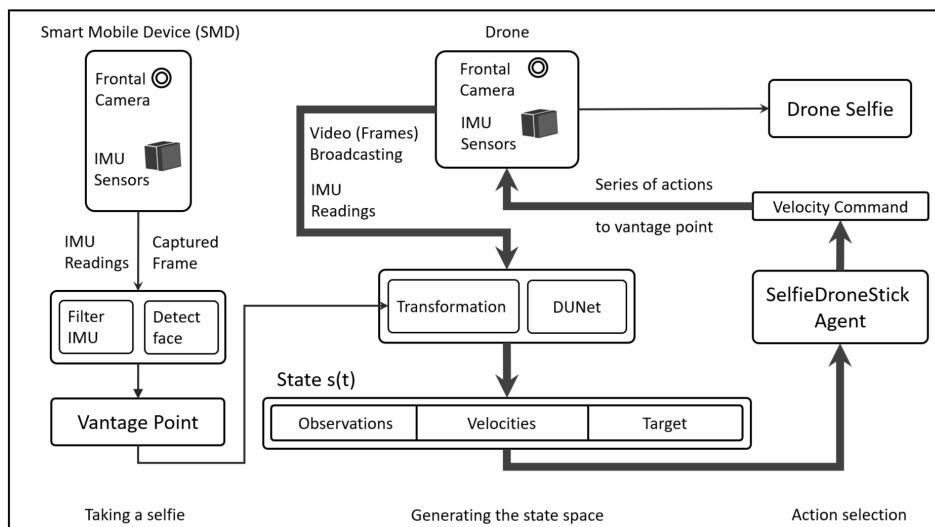 Smart Mobile Device (SMD)
Frontal
Camera
IMU
Sensors
IMU
Readings
Captured
Frame
Filter
IMU
Detect
face
Vantage Point
Taking a selfie
Drone
Frontal
Camera
IMU
Sensors
Drone Selfie
Video (Frames)
Broadcasting
IMU
Readings
Series of actions
to vantage point
Velocity Command
Transformation
DUNet
SelfieDroneStick
Agent
State s(t)
Observations
Velocities
Target
Generating the state space
Action selection